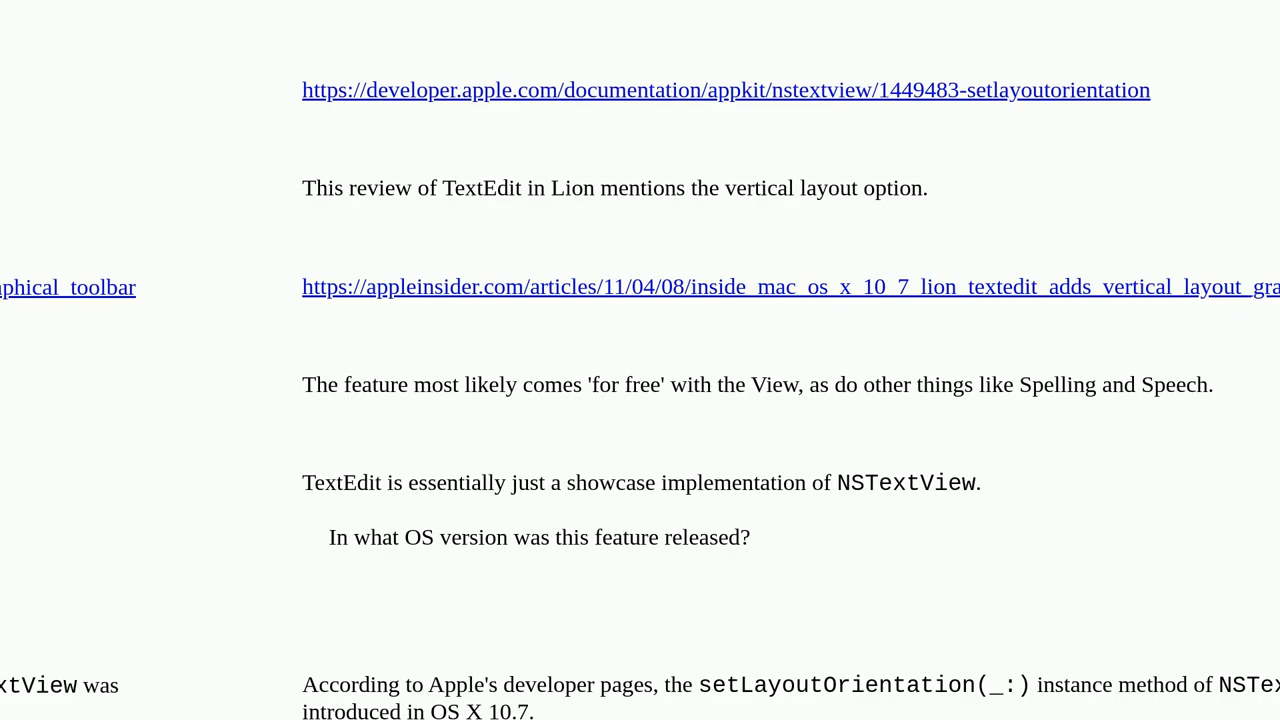 https://developer.apple.com/documentation/appkit/nstextview/1449483-setlayoutorientation
This review of TextEdit in Lion mentions the vertical layout option.
aphical_toolbar
https://appleinsider.com/articles/11/04/08/inside_mac_os_x_10_7_lion_textedit_adds_vertical_layout_gra
The feature most likely comes 'for free' with the View, as do other things like Spelling and Speech.
TextEdit is essentially just a showcase implementation of NSTextView.
In what OS version was this feature released?
xtView was
According to Apple's developer pages, the setLayoutOrientation(_:) instance method of NSTex
introduced in OS X 10.7.